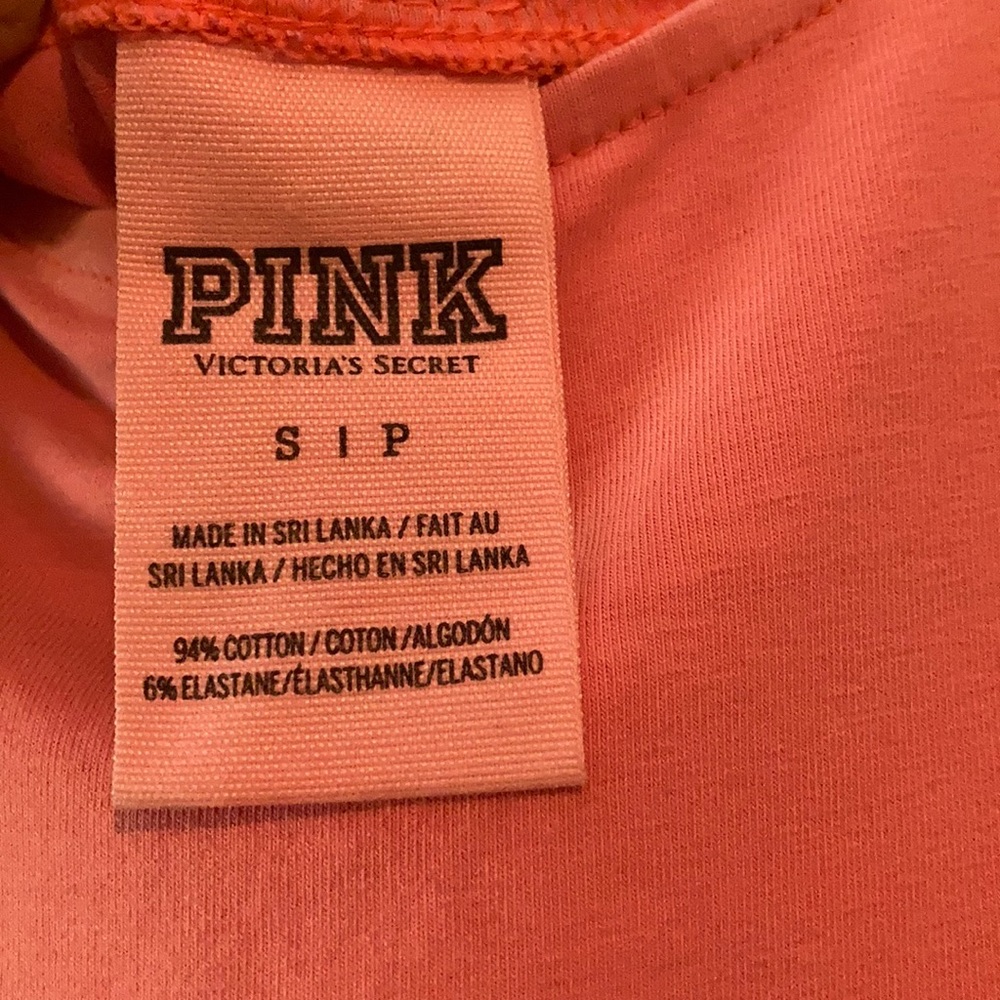 PINK
VICTORIA'S SECRET
S | P
MADE IN SRI LANKA / FAIT AU
SRI LANKA / HECHO EN SRI LANKA
94% COTTON / COTON /ALGODÓN
6% ELASTANE/ÉLASTHANNE/ELASTANO